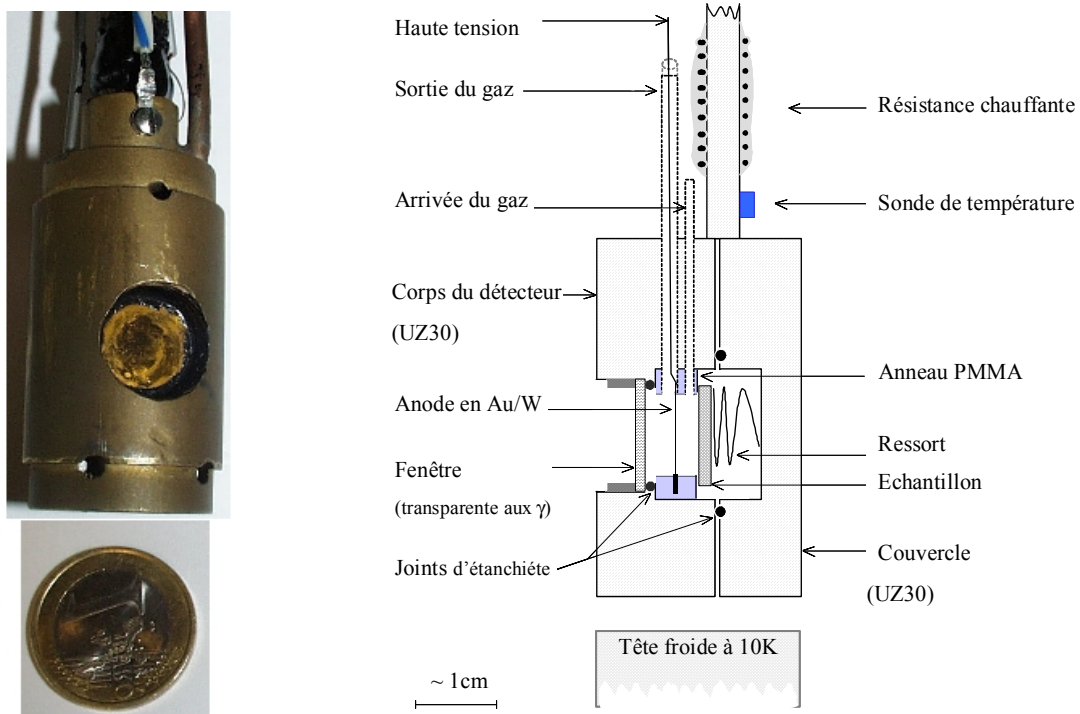 Haute tension
Sortie du gaz
Résistance chauffante
Arrivée du gaz
Sonde de température
Corps du détecteur
(UZ30)
Anneau PMMA
Anode en Au/W
Ressort
Fenêtre
Echantillon
(transparente aux γ)
Joints d'étanchiéte
Couvercle
(UZ30)
Tête froide à 10K
~ 1cm